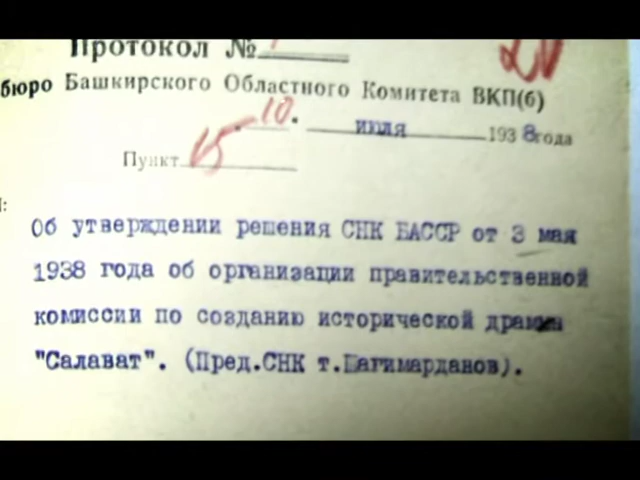 Протокол №
бюро Башкирского Областного Комитета ВКП(б)
10. июля 1938 года
Пункт 15
Об утверждении решения СНК БАССР от 3 мая
1938 года об организации правительственной
комиссии по созданию исторической драмы
"Салават". (Пред.СНК т.Шагимарданов).